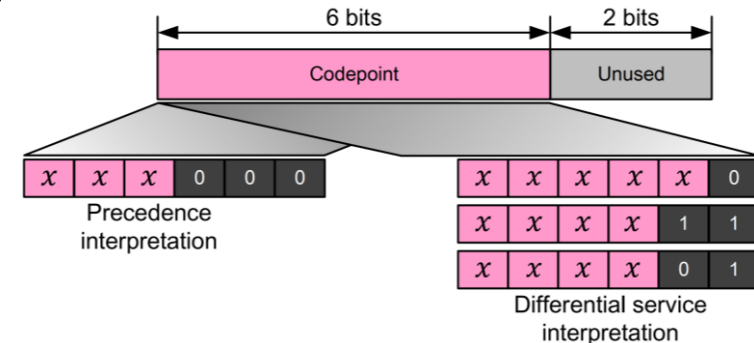 6 bits 2 bits
Codepoint Unused
x x x 0 0 0 x x x x x 0
Precedence x x x x 1 1
interpretation x x x x 0 1
Differential service
interpretation